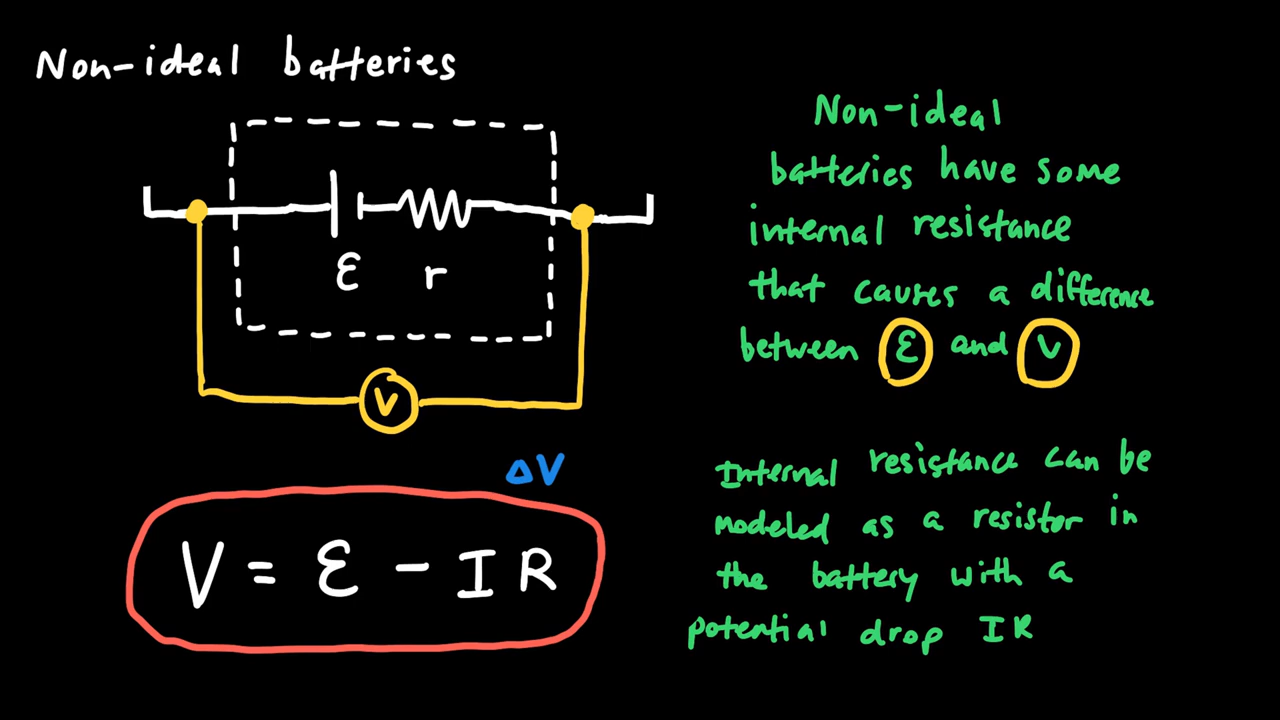 Non-ideal batteries
ε r
V
ΔV
V = ε - IR
Non-ideal
batteries have some
internal resistance
that causes a difference
between ε and V
Internal resistance can be
modeled as a resistor in
the battery with a
potential drop IR